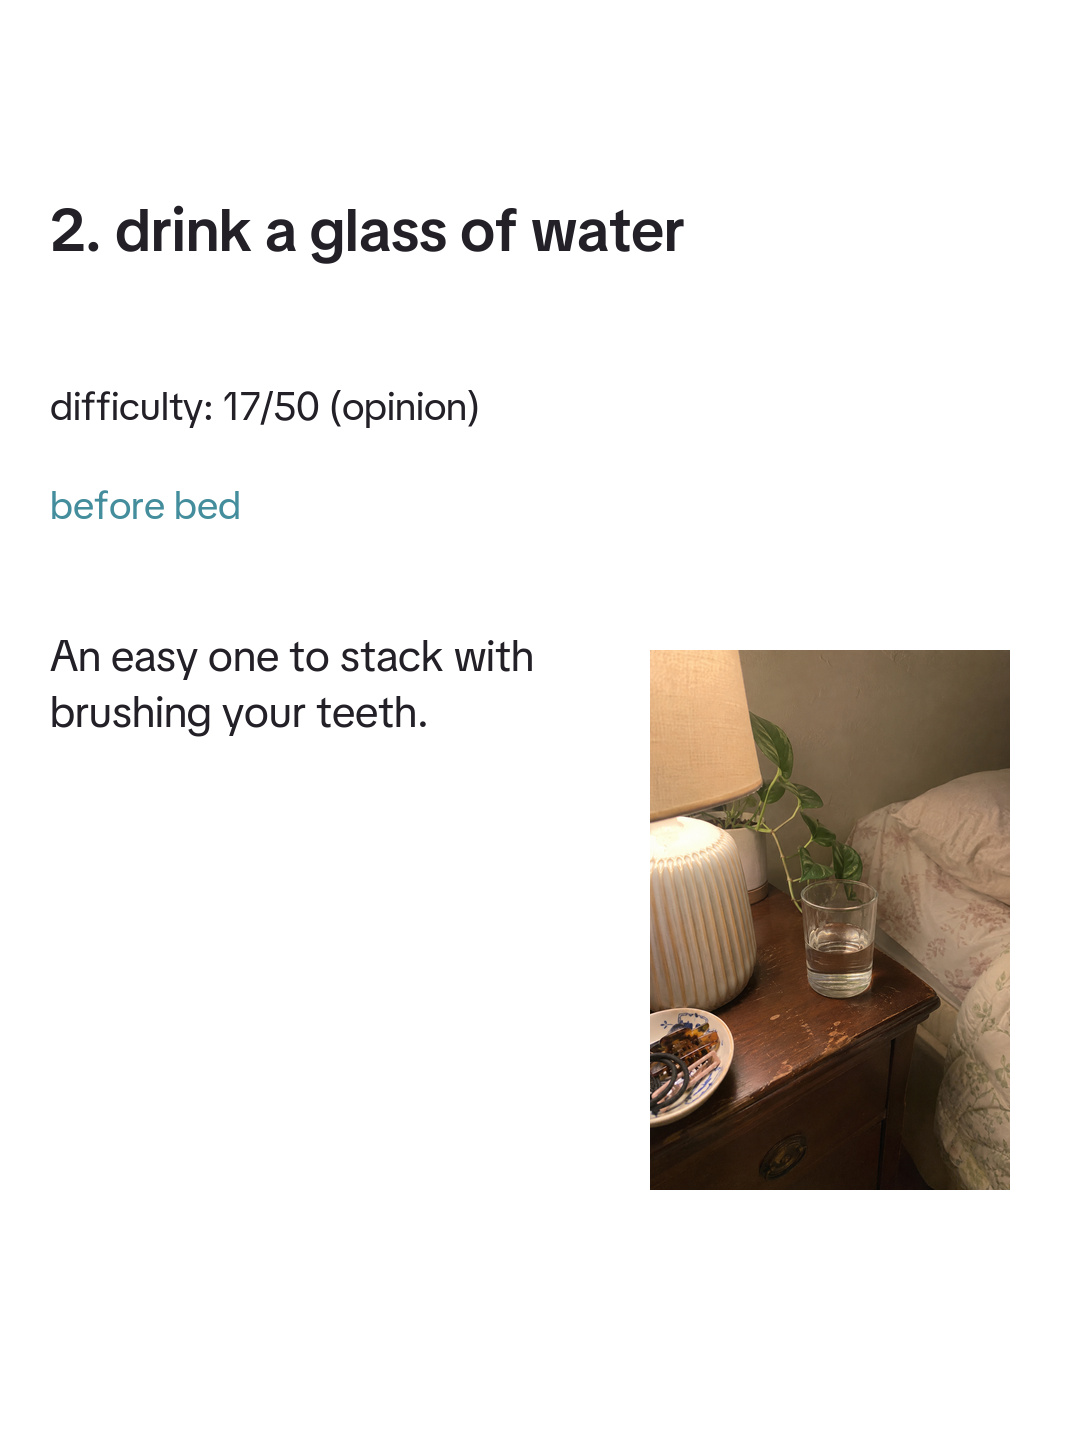 2. drink a glass of water
difficulty: 17/50 (opinion)
before bed
An easy one to stack with
brushing your teeth.